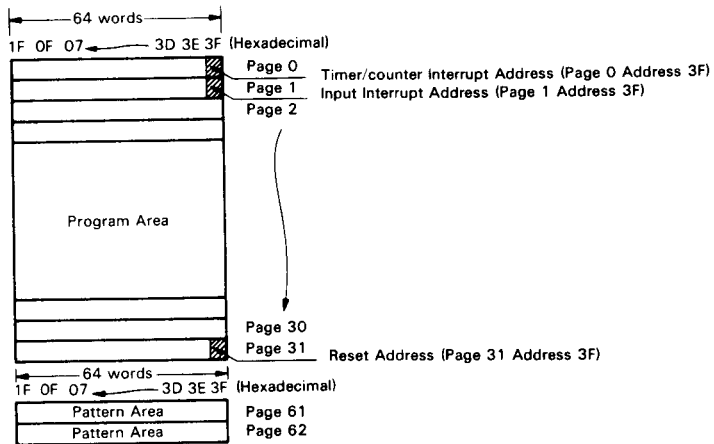 64 words
1F 0F 07 3D 3E 3F (Hexadecimal)
Page 0
Timer/counter Interrupt Address (Page 0 Address 3F)
Page 1
Input Interrupt Address (Page 1 Address 3F)
Page 2
Program Area
Page 30
Page 31
Reset Address (Page 31 Address 3F)
64 words
1F 0F 07 3D 3E 3F (Hexadecimal)
Pattern Area Page 61
Pattern Area Page 62